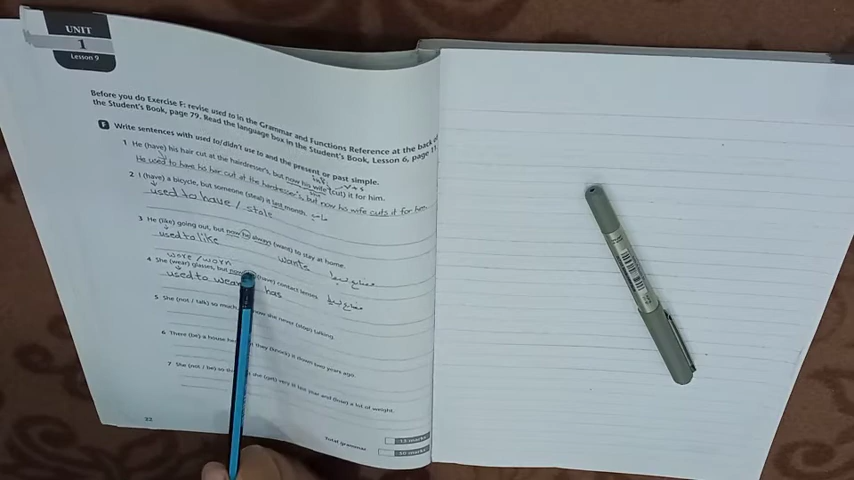 UNIT
1
Lesson 9
Before you do Exercise F: revise used to in the Grammar and Functions Reference at the back of
the Student's Book, page 79. Read the language box in the Student's Book, Lesson 6, page 11
F Write sentences with used to/didn't use to and the present or past simple.
1 He (have) his hair cut at the hairdresser's, but now his wife (cut) it for him.
He used to have his hair cut at the hairdresser's, but now his wife cuts it for him.
2 I (have) a bicycle, but someone (steal) it last month.
used to have / stole
3 He (like) going out, but now he always (want) to stay at home.
used to like wants
wore / worn
مضارع بسيط
4 She (wear) glasses, but now (have) contact lenses
used to wear has
مضارع بسيط
5 She (not / talk) so much now she never (stop) talking.
6 There (be) a house they (knock) it down two years ago.
7 She (not / be) so she (get) very ill last year and (lose) a lot of weight.
32
Total grammar